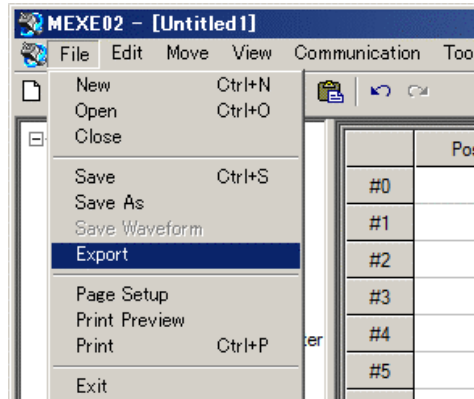 MEXE02 - [Untitled1]
File Edit Move View Communication
New Ctrl+N
Open Ctrl+O
Close
Save Ctrl+S
Save As
Save Waveform
Export
Page Setup
Print Preview
Print Ctrl+P
Exit
ter
Pos
#0
#1
#2
#3
#4
#5